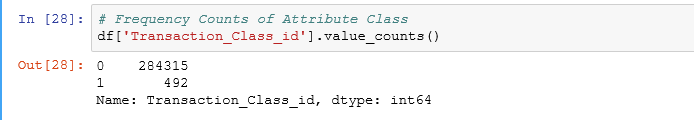 In [28]: # Frequency Counts of Attribute Class
df['Transaction_Class_id'].value_counts()
Out[28]: 0    284315
1       492
Name: Transaction_Class_id, dtype: int64